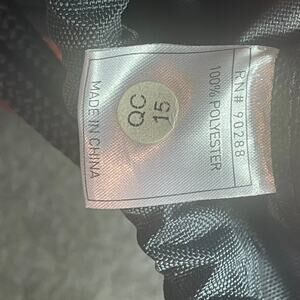 RN# 90288
100% POLYESTER
QC
15
MADE IN CHINA